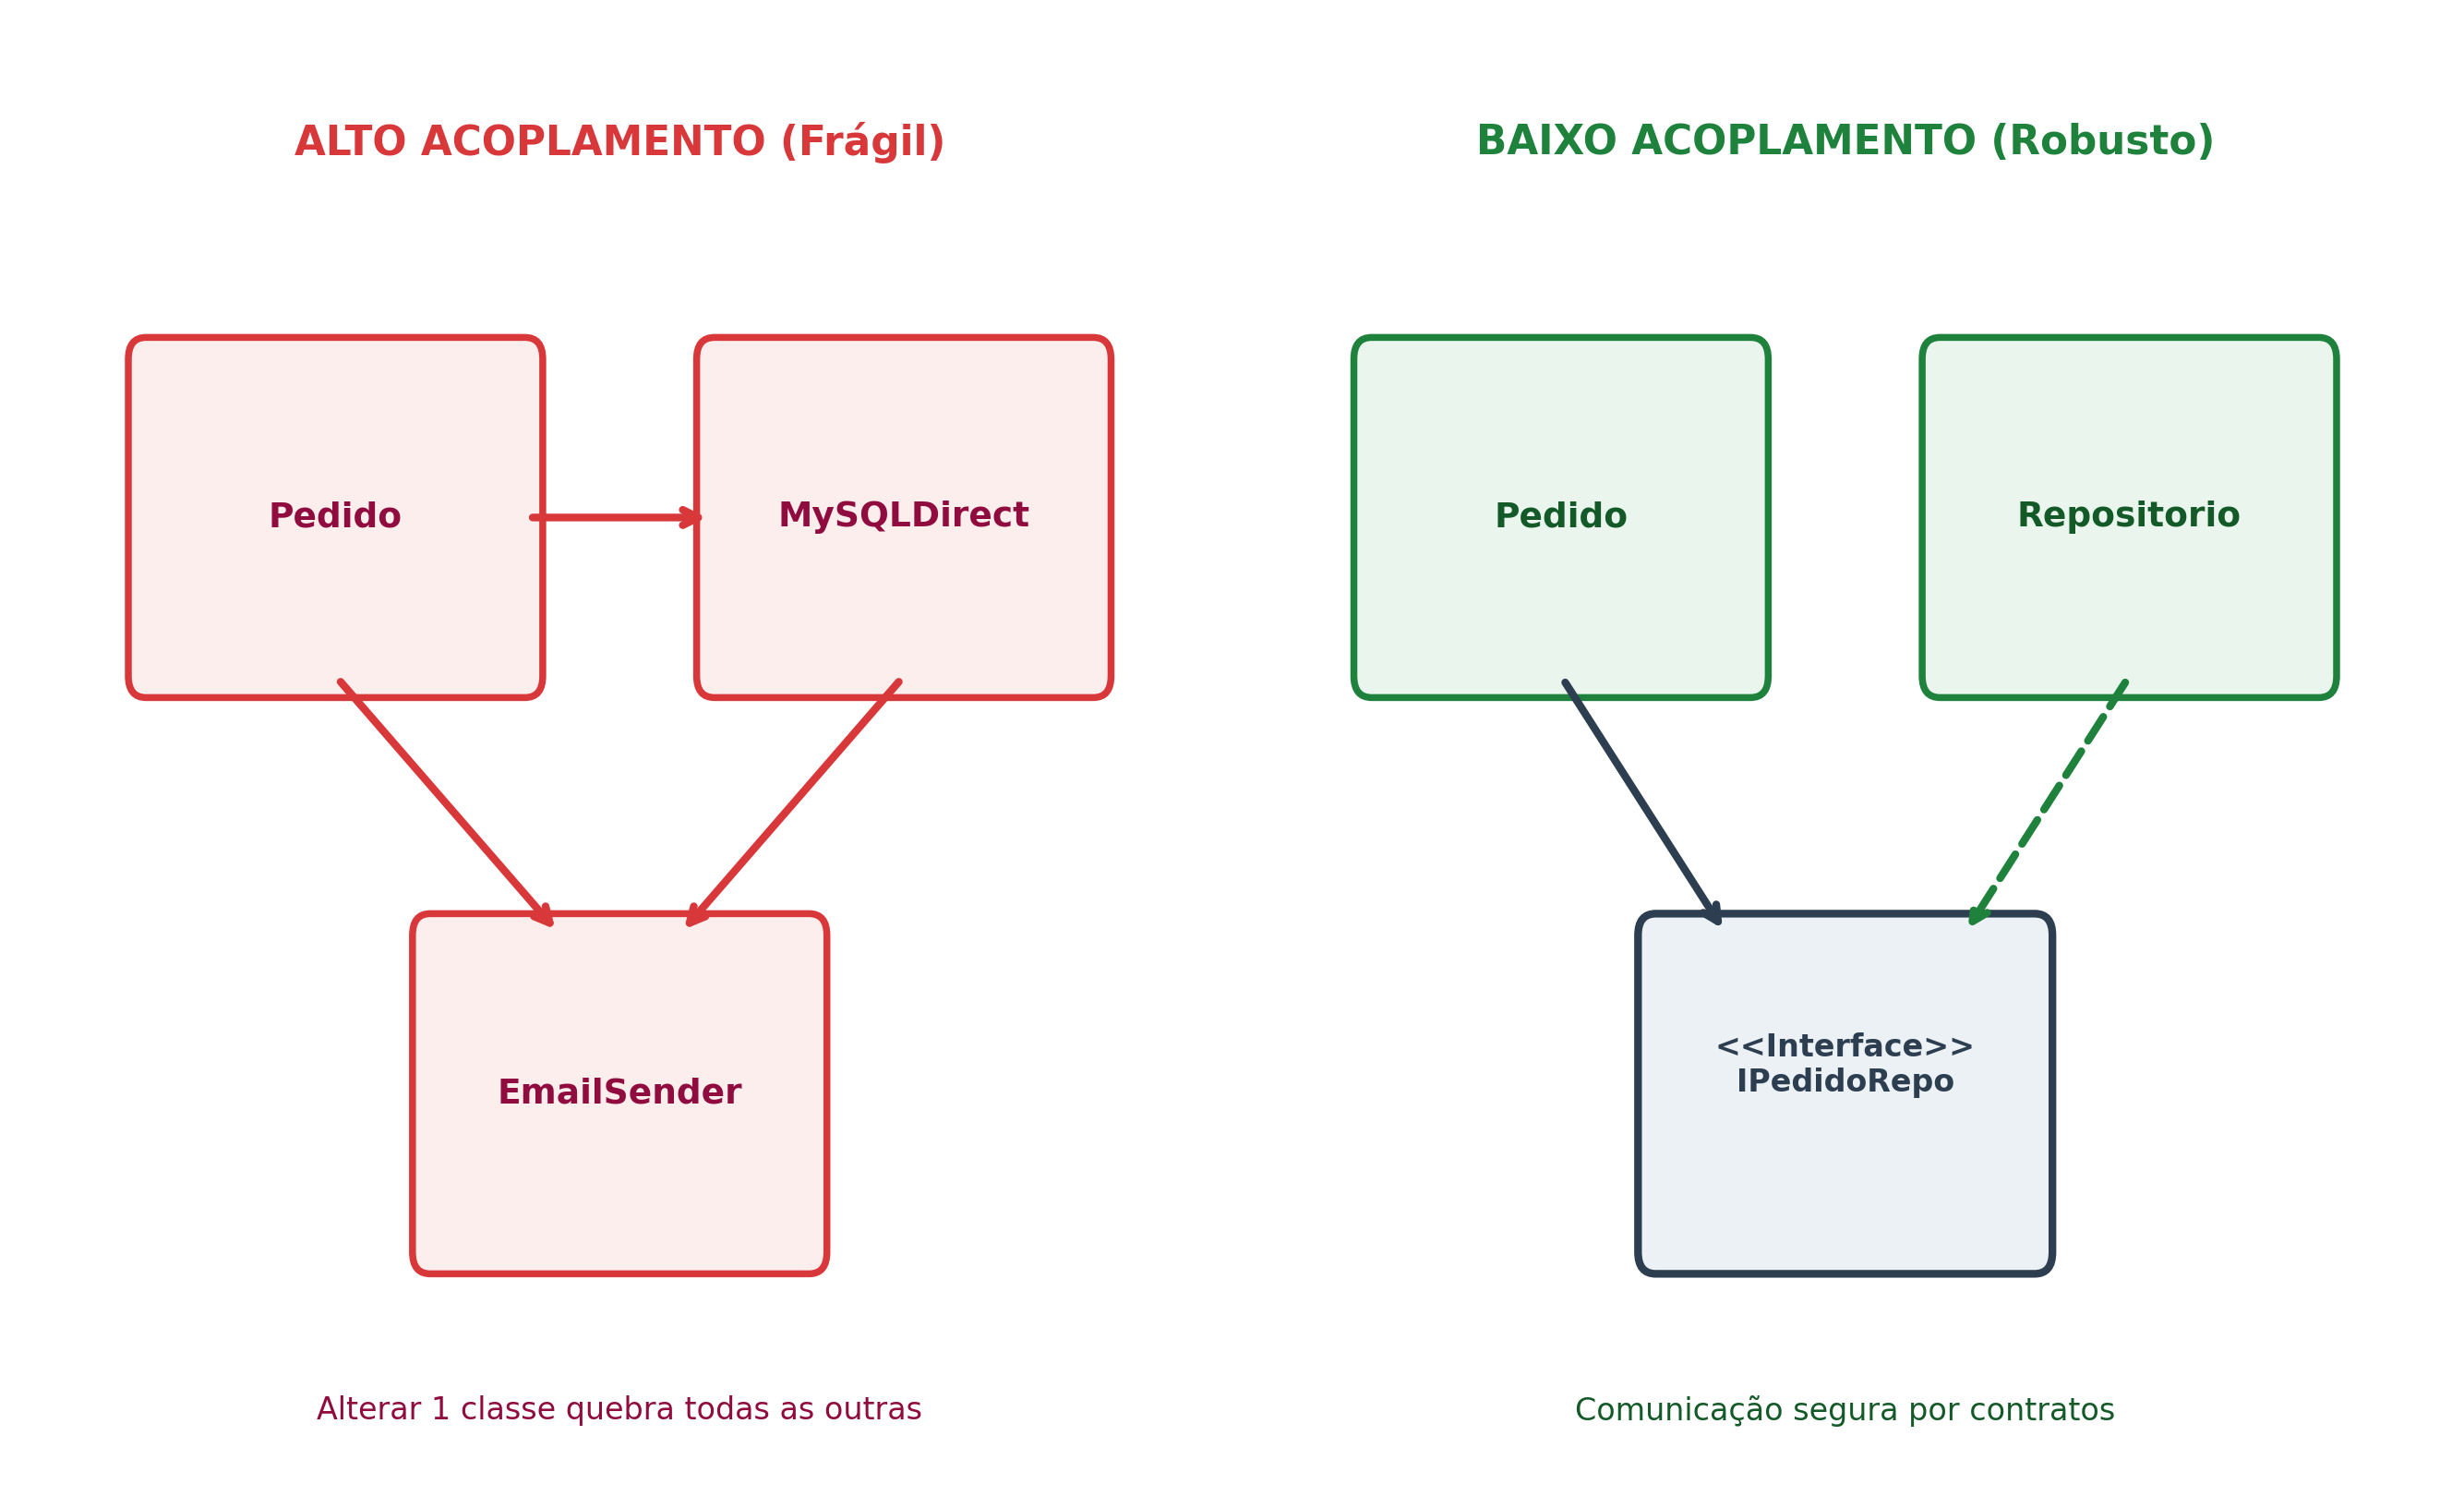 ALTO ACOPLAMENTO (Frágil)
Pedido
MySQLDirect
EmailSender
Alterar 1 classe quebra todas as outras
BAIXO ACOPLAMENTO (Robusto)
Pedido
Repositorio
<<Interface>>
IPedidoRepo
Comunicação segura por contratos